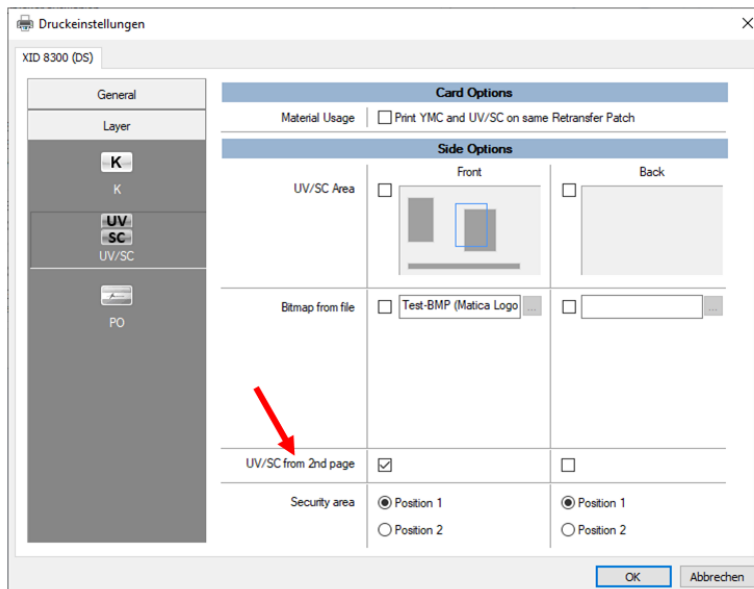 Druckeinstellungen
XID 8300 (DS)
General
Layer
K
K
UV
SC
UV/SC
PO
Card Options
Material Usage
Print YMC and UV/SC on same Retransfer Patch
Side Options
Front
Back
UV/SC Area
Bitmap from file
Test-BMP (Matica Logo
...
...
UV/SC from 2nd page
Security area
Position 1
Position 1
Position 2
Position 2
OK
Abbrechen